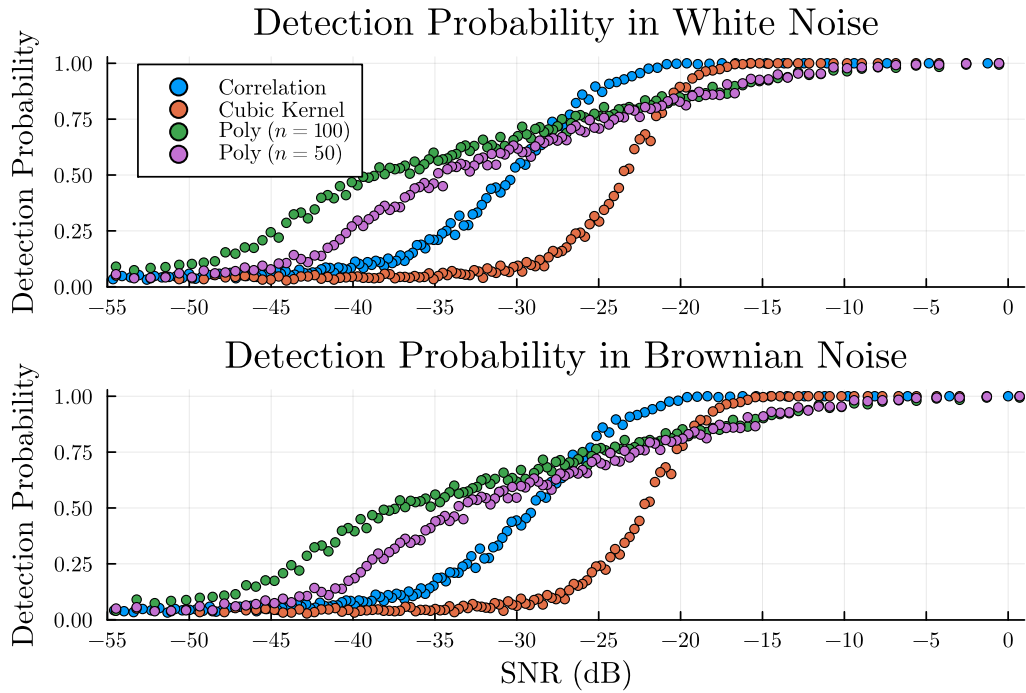 Detection Probability in White Noise
Detection Probability
1.00
0.75
0.50
0.25
0.00
Correlation
Cubic Kernel
Poly (n = 100)
Poly (n = 50)
−55 −50 −45 −40 −35 −30 −25 −20 −15 −10 −5 0
Detection Probability in Brownian Noise
Detection Probability
1.00
0.75
0.50
0.25
0.00
−55 −50 −45 −40 −35 −30 −25 −20 −15 −10 −5 0
SNR (dB)